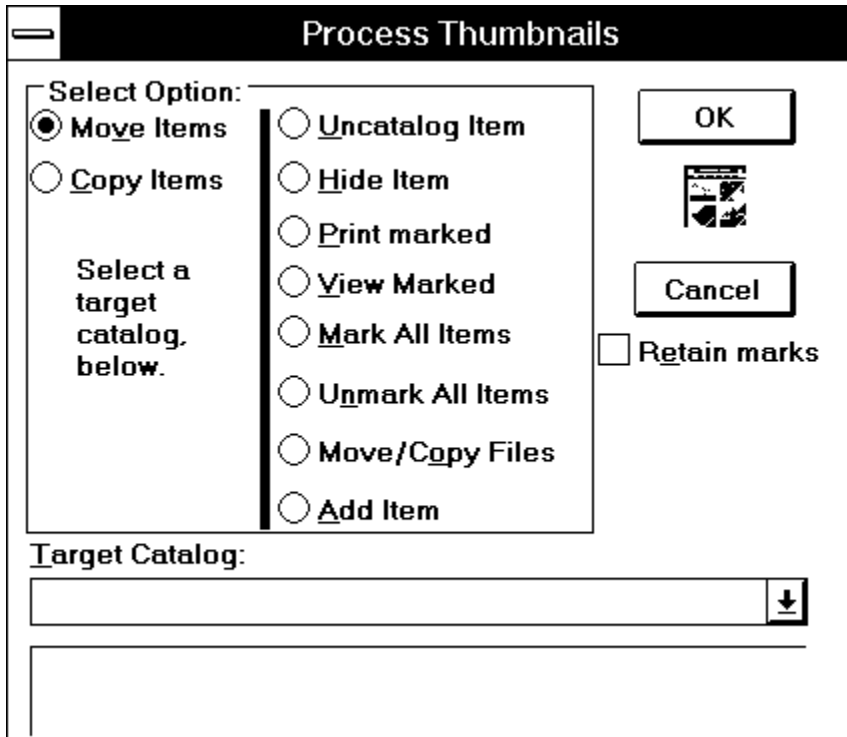 Process Thumbnails
Select Option:
Move Items
Copy Items
Select a
target
catalog,
below.
Uncatalog Item
Hide Item
Print marked
View Marked
Mark All Items
Unmark All Items
Move/Copy Files
Add Item
OK
Cancel
Retain marks
Target Catalog: